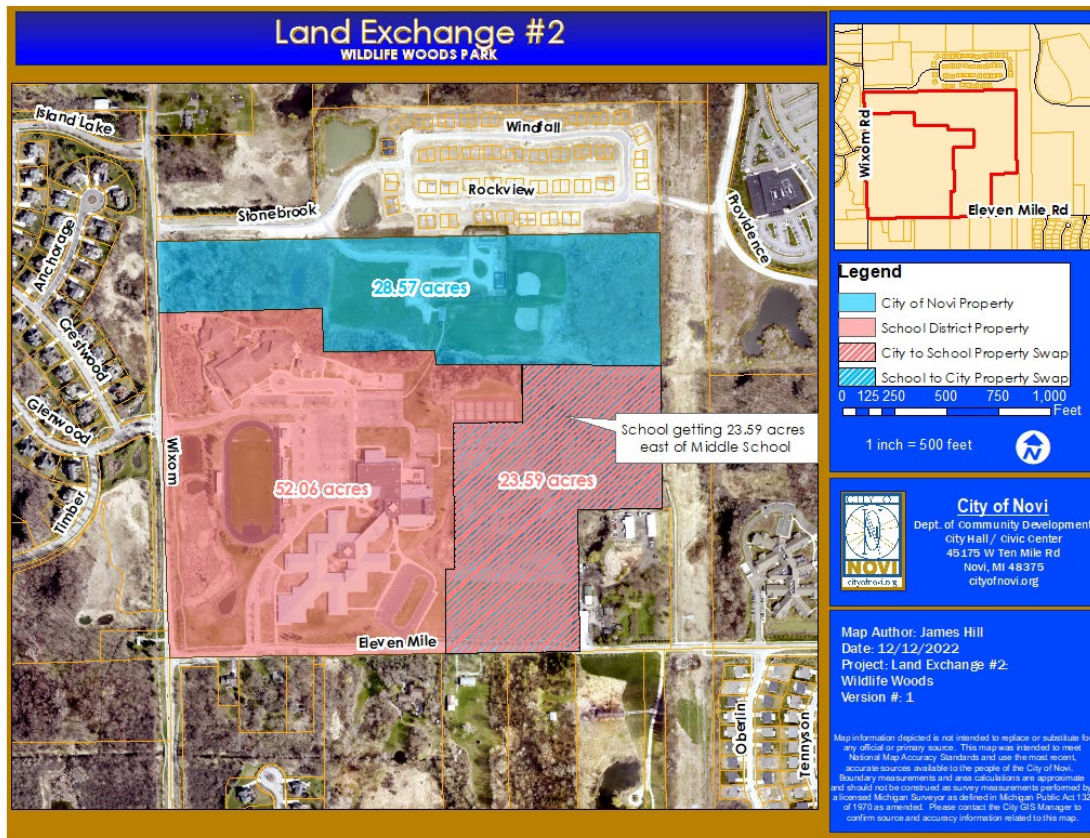 Land Exchange #2
WILDLIFE WOODS PARK
Island Lake
Anchorage
Crestwood
Glenwood
Timber
Wixom
Windfall
Rockview
Stonebrook
Providence
28.57 acres
52.06 acres
23.59 acres
School getting 23.59 acres
east of Middle School
Eleven Mile
Oberlin
Tennyson
Wixom Rd
Eleven Mile Rd
Legend
City of Novi Property
School District Property
City to School Property Swap
School to City Property Swap
0 125 250 500 750 1,000
Feet
1 inch = 500 feet
N
CITY OF
NOVI
cityofnovi.org
City of Novi
Dept. of Community Development
City Hall / Civic Center
45175 W Ten Mile Rd
Novi, MI 48375
cityofnovi.org
Map Author: James Hill
Date: 12/12/2022
Project: Land Exchange #2:
Wildlife Woods
Version #: 1
Map information depicted is not intended to replace or substitute for
any official or primary source. This map was intended to meet
National Map Accuracy Standards and use the most recent,
accurate sources available to the people of the City of Novi.
Boundary measurements and area calculations are approximate
and should not be construed as survey measurements performed by
a licensed Michigan Surveyor as defined in Michigan Public Act 132
of 1970 as amended. Please contact the City GIS Manager to
confirm source and accuracy information related to this map.